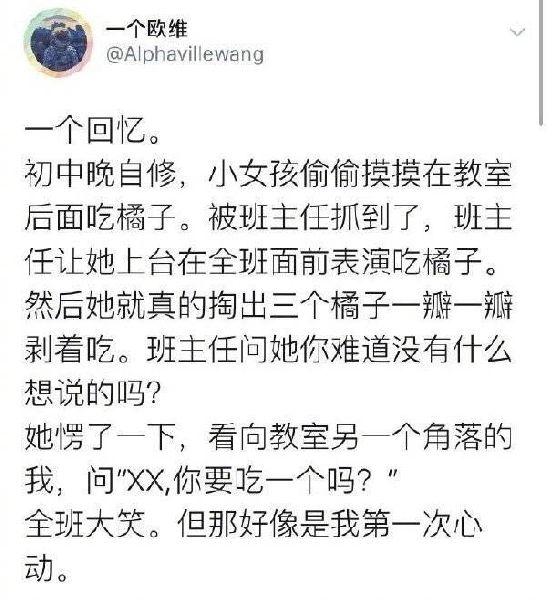 一个欧维
@Alphavillewang
一个回忆。
初中晚自修，小女孩偷偷摸摸在教室
后面吃橘子。被班主任抓到了，班主
任让她上台在全班面前表演吃橘子。
然后她就真的掏出三个橘子一瓣一瓣
剥着吃。班主任问她你难道没有什么
想说的吗?
她愣了一下，看向教室另一个角落的
我，问"XX,你要吃一个吗？"
全班大笑。但那好像是我第一次心
动。